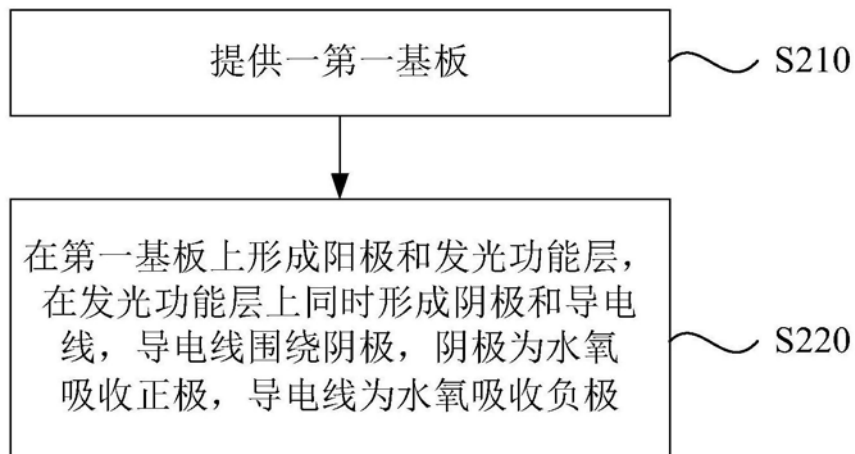 提供一第一基板
S210
在第一基板上形成阳极和发光功能层，
在发光功能层上同时形成阴极和导电
线，导电线围绕阴极，阴极为水氧
吸收正极，导电线为水氧吸收负极
S220